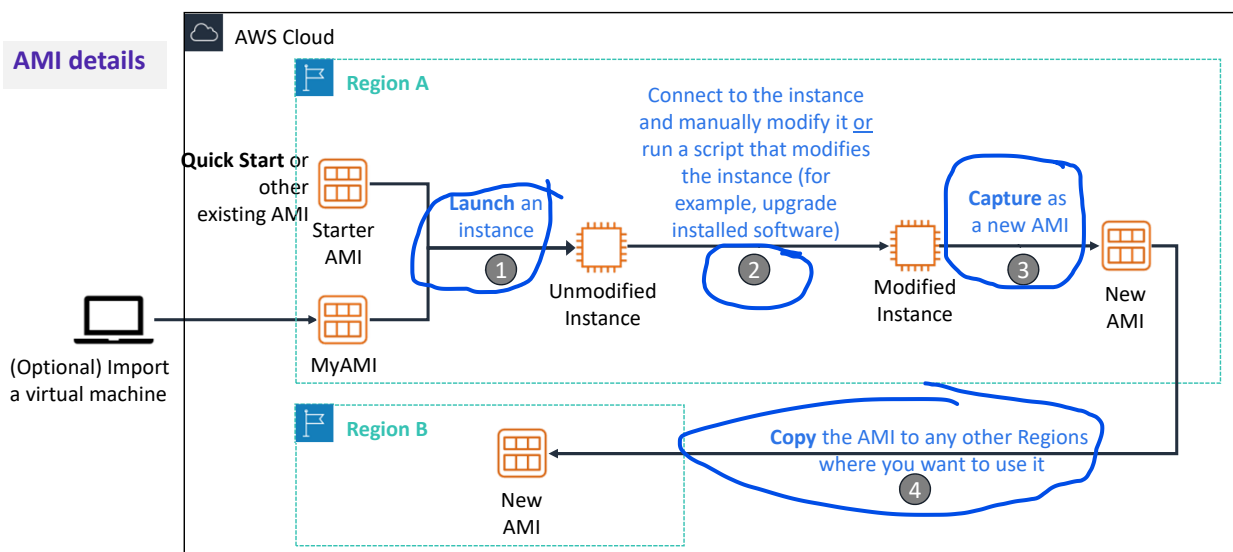 AMI details
AWS Cloud
Region A
Quick Start or
other
existing AMI
Starter
AMI
Launch an
instance
1
Unmodified
Instance
Connect to the instance
and manually modify it or
run a script that modifies
the instance (for
example, upgrade
installed software)
2
Modified
Instance
Capture as
a new AMI
3
New
AMI
(Optional) Import
a virtual machine
MyAMI
Region B
New
AMI
Copy the AMI to any other Regions
where you want to use it
4